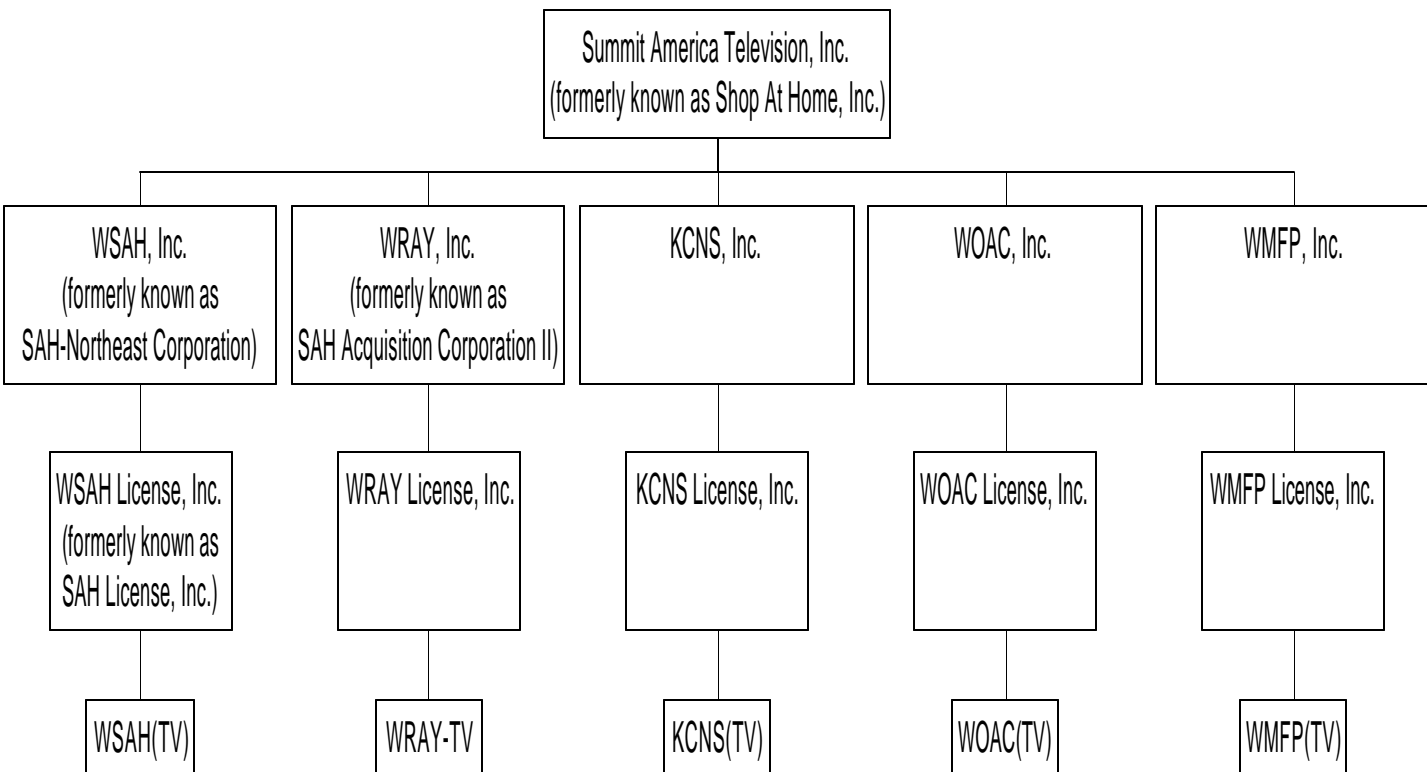 Summit America Television, Inc.
(formerly known as Shop At Home, Inc.)
WSAH, Inc.
(formerly known as
SAH-Northeast Corporation)
WRAY, Inc.
(formerly known as
SAH Acquisition Corporation II)
KCNS, Inc.
WOAC, Inc.
WMFP, Inc.
WSAH License, Inc.
(formerly known as
SAH License, Inc.)
WRAY License, Inc.
KCNS License, Inc.
WOAC License, Inc.
WMFP License, Inc.
WSAH(TV)
WRAY-TV
KCNS(TV)
WOAC(TV)
WMFP(TV)